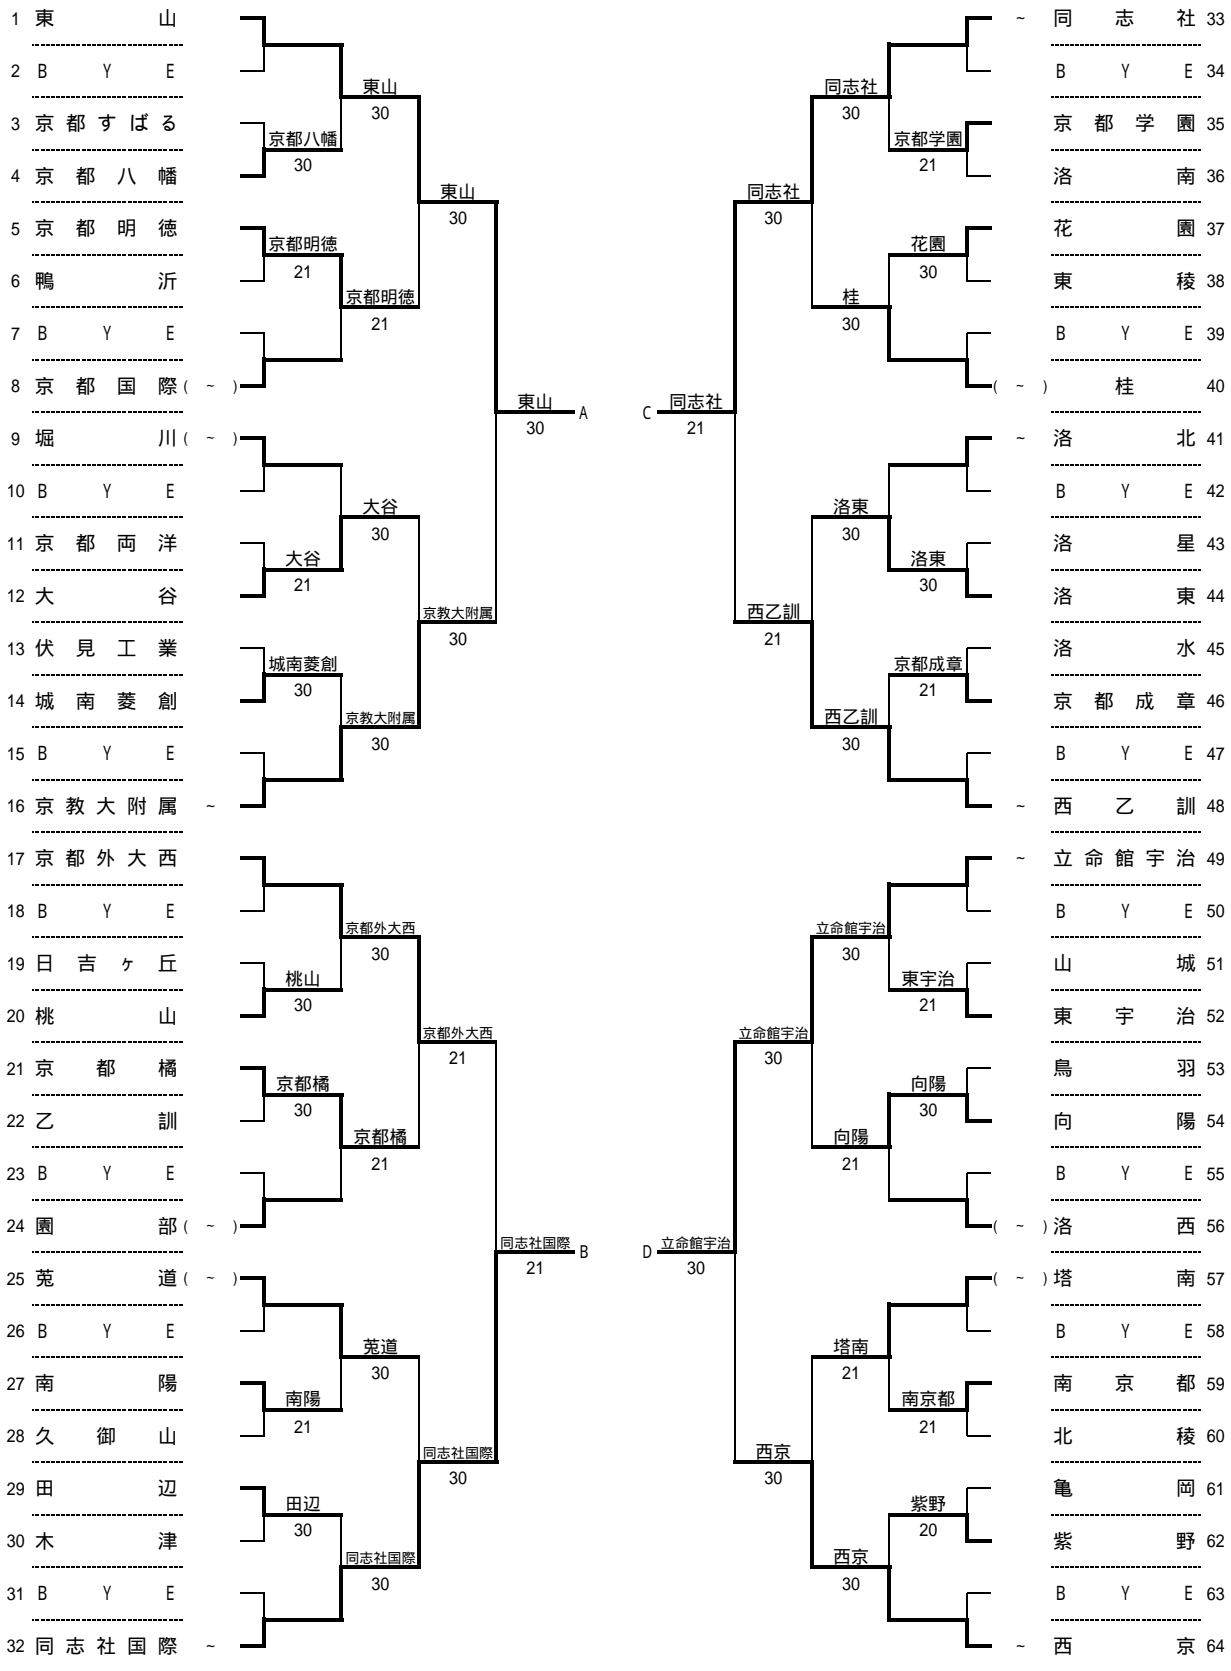 1 東山
2 BYE
3 京都すばる
4 京都八幡
5 京都明徳
6 鴨沂
7 BYE
8 京都国際 ( ~ )
9 堀川 ( ~ )
10 BYE
11 京都両洋
12 大谷
13 伏見工業
14 城南菱創
15 BYE
16 京教大附属 ~
17 京都外大西
18 BYE
19 日吉ヶ丘
20 桃山
21 京都橘
22 乙訓
23 BYE
24 園部 ( ~ )
25 莵道 ( ~ )
26 BYE
27 南陽
28 久御山
29 田辺
30 木津
31 BYE
32 同志社国際 ~
京都八幡
30
京都明徳
21
大谷
21
城南菱創
30
桃山
30
京都橘
30
南陽
21
田辺
30
東山
30
京都明徳
21
大谷
30
京教大附属
30
京都外大西
30
京都橘
21
莵道
30
同志社国際
30
東山
30
京教大附属
30
京都外大西
21
同志社国際
30
東山 A
30
同志社国際 B
21
C 同志社
21
D 立命館宇治
30
同志社
30
西乙訓
21
立命館宇治
30
西京
30
同志社
30
桂
30
洛東
30
西乙訓
30
立命館宇治
30
向陽
21
塔南
21
西京
30
京都学園
21
花園
30
洛東
30
京都成章
21
東宇治
21
向陽
30
南京都
21
紫野
20
~ 同志社 33
BYE 34
京都学園 35
洛南 36
花園 37
東稜 38
BYE 39
( ~ ) 桂 40
~ 洛北 41
BYE 42
洛星 43
洛東 44
洛水 45
京都成章 46
BYE 47
~ 西乙訓 48
~ 立命館宇治 49
BYE 50
山城 51
東宇治 52
鳥羽 53
向陽 54
BYE 55
( ~ ) 洛西 56
( ~ ) 塔南 57
BYE 58
南京都 59
北稜 60
亀岡 61
紫野 62
BYE 63
~ 西京 64